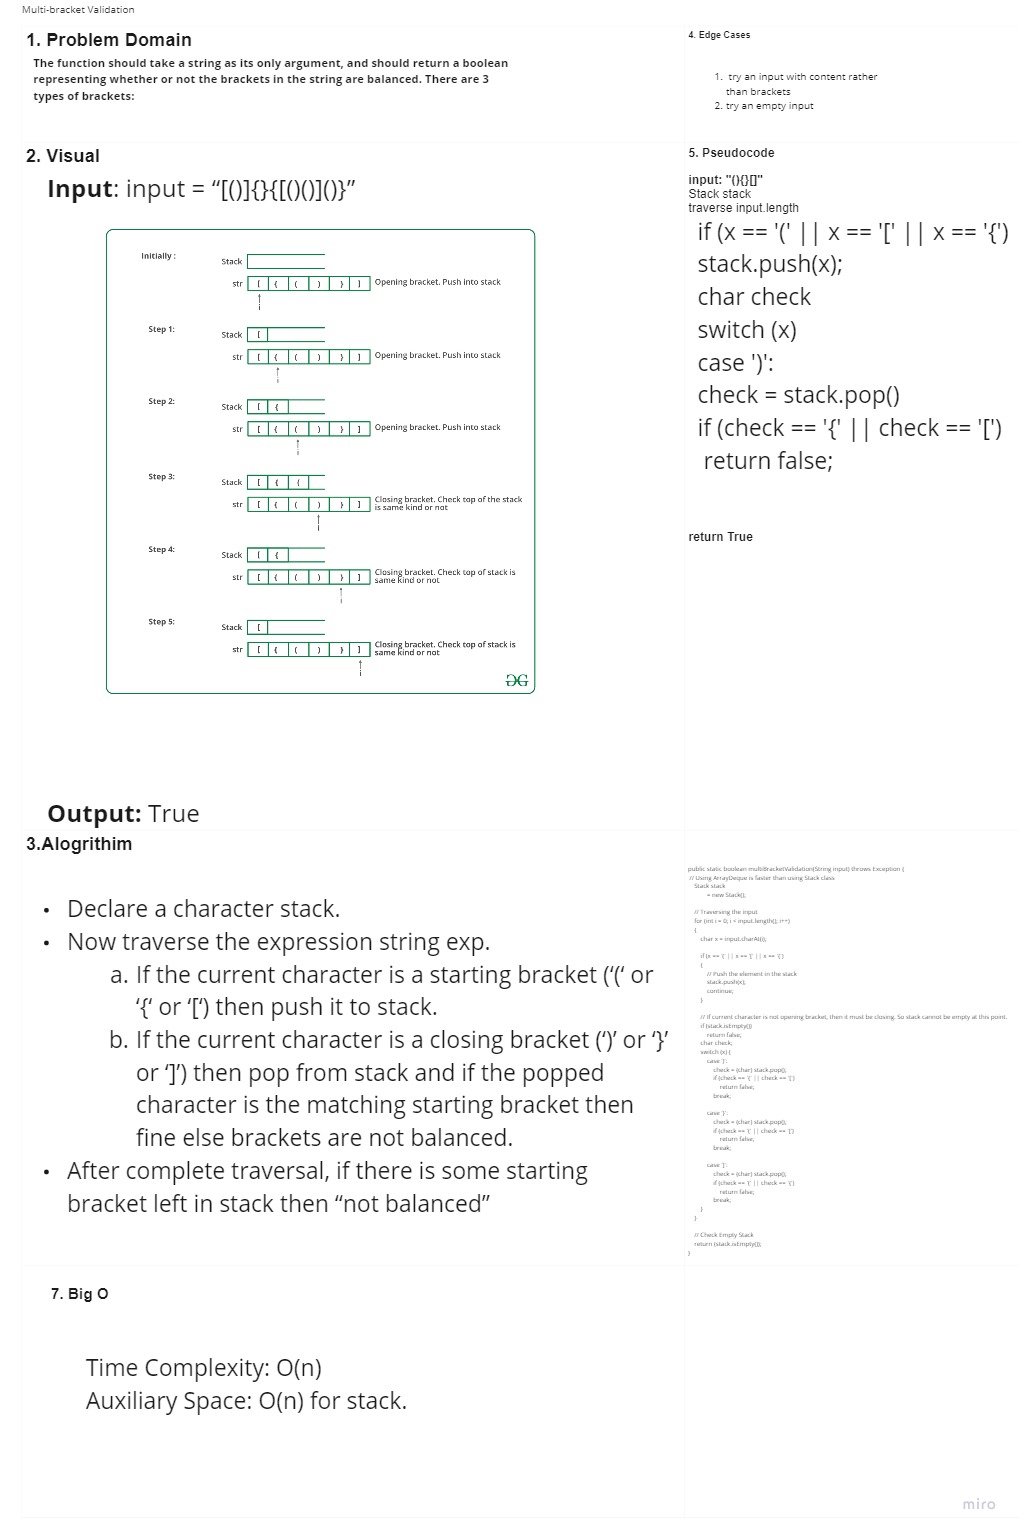 Multi-bracket Validation
1. Problem Domain
The function should take a string as its only argument, and should return a boolean
representing whether or not the brackets in the string are balanced. There are 3
types of brackets:
4. Edge Cases
1. try an input with content rather
than brackets
2. try an empty input
2. Visual
Input: input = “[()]{}{[()()]()}”
Initially :
Stack
str [ { ( ) } ] Opening bracket. Push into stack
i
Step 1:
Stack [
str [ { ( ) } ] Opening bracket. Push into stack
i
Step 2:
Stack [ {
str [ { ( ) } ] Opening bracket. Push into stack
i
Step 3:
Stack [ { (
str [ { ( ) } ] Closing bracket. Check top of the stack
is same kind or not
i
Step 4:
Stack [ {
str [ { ( ) } ] Closing bracket. Check top of stack is
same kind or not
i
Step 5:
Stack [
str [ { ( ) } ] Closing bracket. Check top of stack is
same kind or not
i
Output: True
5. Pseudocode
input: "(){}[]"
Stack stack
traverse input.length
if (x == '(' || x == '[' || x == '{')
stack.push(x);
char check
switch (x)
case ')':
check = stack.pop()
if (check == '{' || check == '[')
return false;
return True
3.Alogrithim
• Declare a character stack.
• Now traverse the expression string exp.
a. If the current character is a starting bracket (‘(‘ or
‘{‘ or ‘[‘) then push it to stack.
b. If the current character is a closing bracket (‘)’ or ‘}’
or ‘]’) then pop from stack and if the popped
character is the matching starting bracket then
fine else brackets are not balanced.
• After complete traversal, if there is some starting
bracket left in stack then “not balanced”
public static boolean multiBracketValidation(String input) throws Exception {
// Using ArrayDeque is faster than using Stack class
Stack stack
= new Stack();
// Traversing the input
for (int i = 0; i < input.length(); i++)
{
char x = input.charAt(i);
if (x == '(' || x == '[' || x == '{')
{
// Push the element in the stack
stack.push(x);
continue;
}
// If current character is not opening bracket, then it must be closing. So stack cannot be empty at this point.
if (stack.isEmpty())
return false;
char check;
switch (x) {
case ')':
check = (char) stack.pop();
if (check == '{' || check == '[')
return false;
break;
case '}':
check = (char) stack.pop();
if (check == '(' || check == '[')
return false;
break;
case ']':
check = (char) stack.pop();
if (check == '(' || check == '{')
return false;
break;
}
}
// Check Empty Stack
return (stack.isEmpty());
}
7. Big O
Time Complexity: O(n)
Auxiliary Space: O(n) for stack.
miro